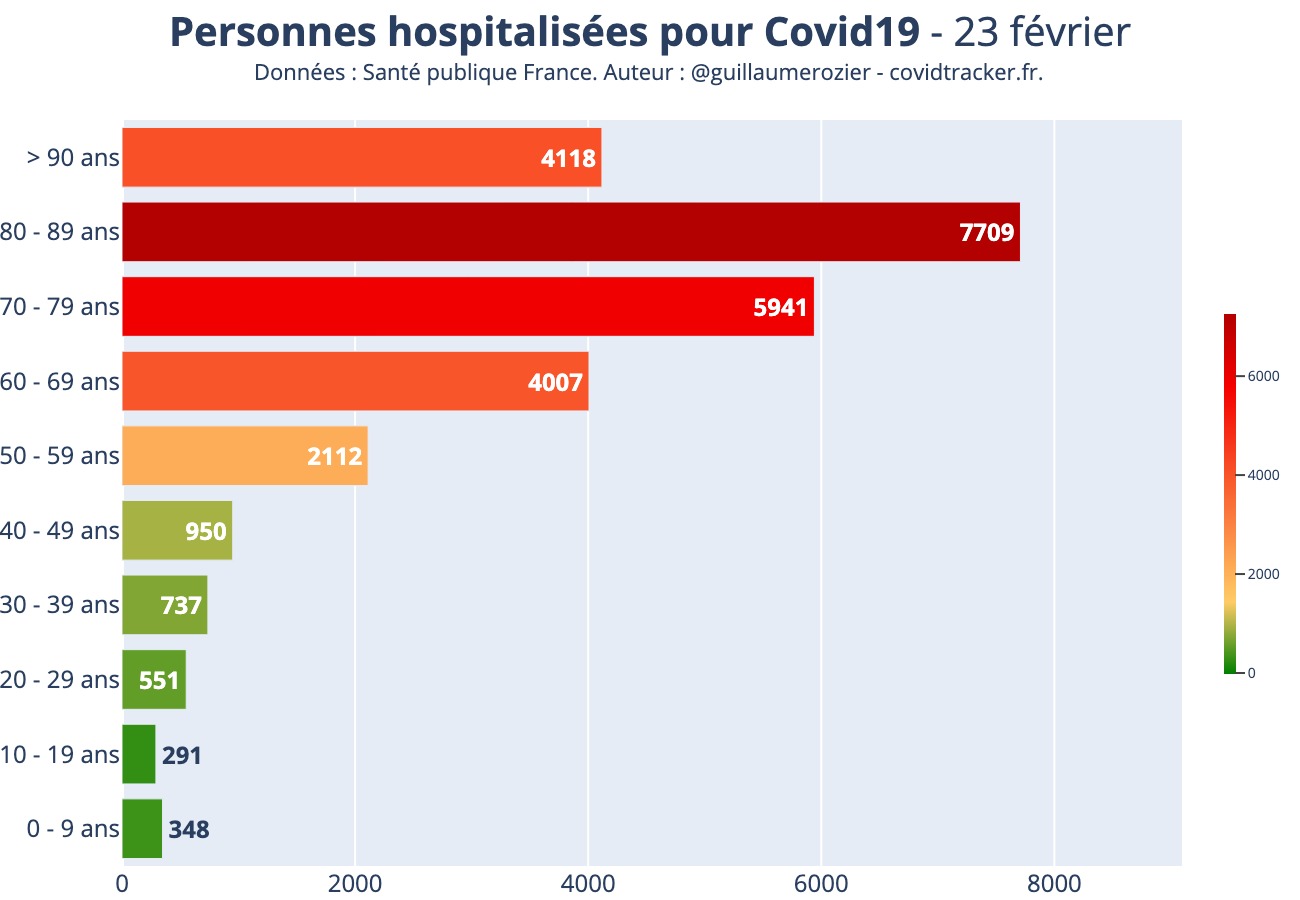 Personnes hospitalisées pour Covid19 - 23 février
Données : Santé publique France. Auteur : @guillaumerozier - covidtracker.fr.
> 90 ans 4118
80 - 89 ans 7709
70 - 79 ans 5941
60 - 69 ans 4007
50 - 59 ans 2112
40 - 49 ans 950
30 - 39 ans 737
20 - 29 ans 551
10 - 19 ans 291
0 - 9 ans 348
0 2000 4000 6000 8000
6000
4000
2000
0